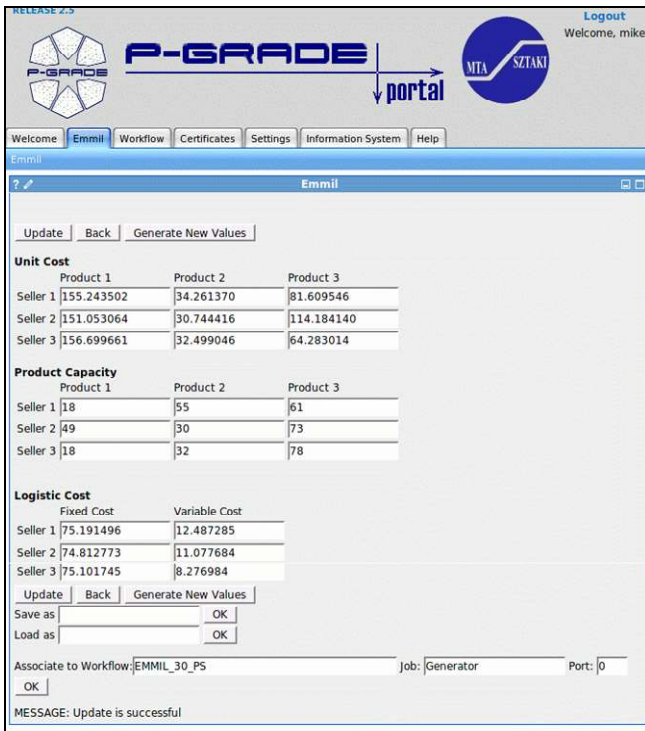 RELEASE 2.5
Logout
Welcome, mike
P-GRADE
P-GRADE
portal
MTA SZTAKI
Welcome Emmil Workflow Certificates Settings Information System Help
Emmil
? Emmil
Update Back Generate New Values
Unit Cost
Product 1 Product 2 Product 3
Seller 1 155.243502 34.261370 81.609546
Seller 2 151.053064 30.744416 114.184140
Seller 3 156.699661 32.499046 64.283014
Product Capacity
Product 1 Product 2 Product 3
Seller 1 18 55 61
Seller 2 49 30 73
Seller 3 18 32 78
Logistic Cost
Fixed Cost Variable Cost
Seller 1 75.191496 12.487285
Seller 2 74.812773 11.077684
Seller 3 75.101745 8.276984
Update Back Generate New Values
Save as OK
Load as OK
Associate to Workflow: EMMIL_30_PS Job: Generator Port: 0
OK
MESSAGE: Update is successful